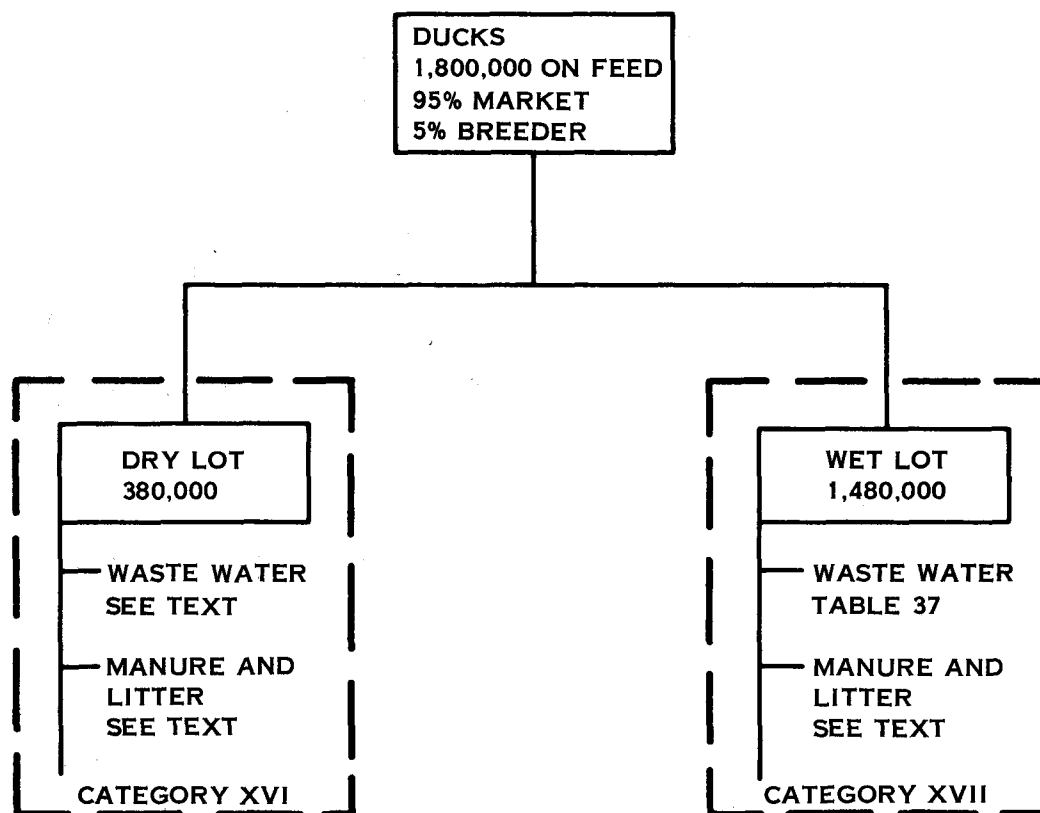 DUCKS
1,800,000 ON FEED
95% MARKET
5% BREEDER
DRY LOT
380,000
WASTE WATER
SEE TEXT
MANURE AND
LITTER
SEE TEXT
CATEGORY XVI
WET LOT
1,480,000
WASTE WATER
TABLE 37
MANURE AND
LITTER
SEE TEXT
CATEGORY XVII